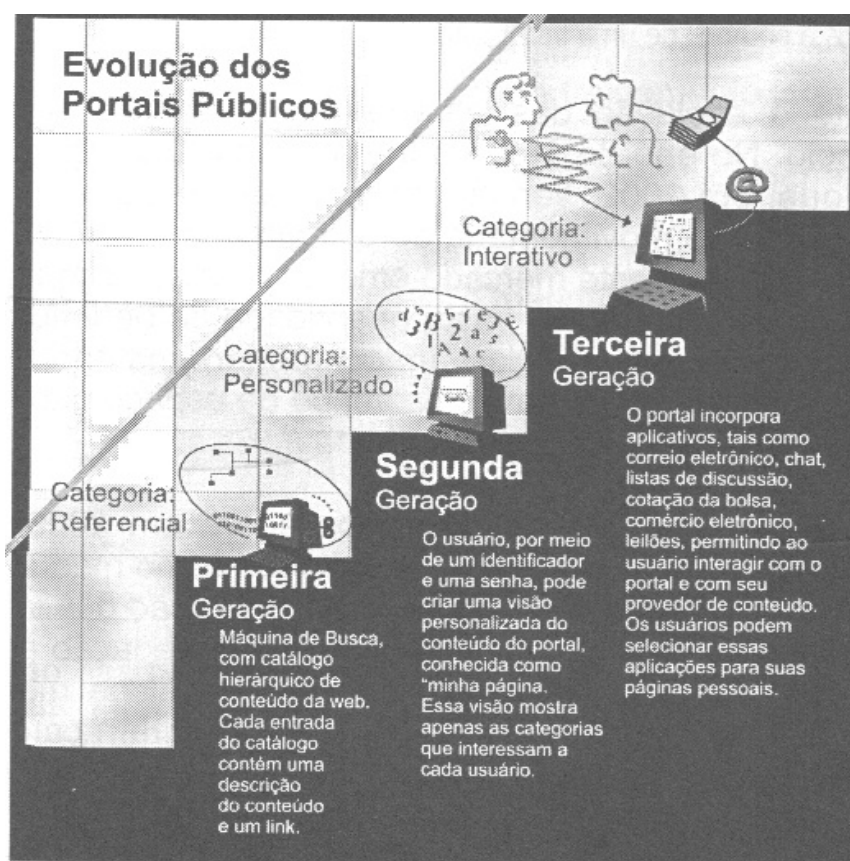 Evolução dos
Portais Públicos
Categoria:
Interativo
Categoria:
Personalizado
Categoria:
Referencial
Primeira
Geração
Máquina de Busca,
com catálogo
hierárquico de
conteúdo da web.
Cada entrada
do catálogo
contém uma
descrição
do conteúdo
e um link.
Segunda
Geração
O usuário, por meio
de um identificador
e uma senha, pode
criar uma visão
personalizada do
conteúdo do portal,
conhecida como
“minha página.
Essa visão mostra
apenas as categorias
que interessam a
cada usuário.
Terceira
Geração
O portal incorpora
aplicativos, tais como
correio eletrônico, chat,
listas de discussão,
cotação da bolsa,
comércio eletrônico,
leilões, permitindo ao
usuário interagir com o
portal e com seu
provedor de conteúdo.
Os usuários podem
selecionar essas
aplicações para suas
páginas pessoais.
@